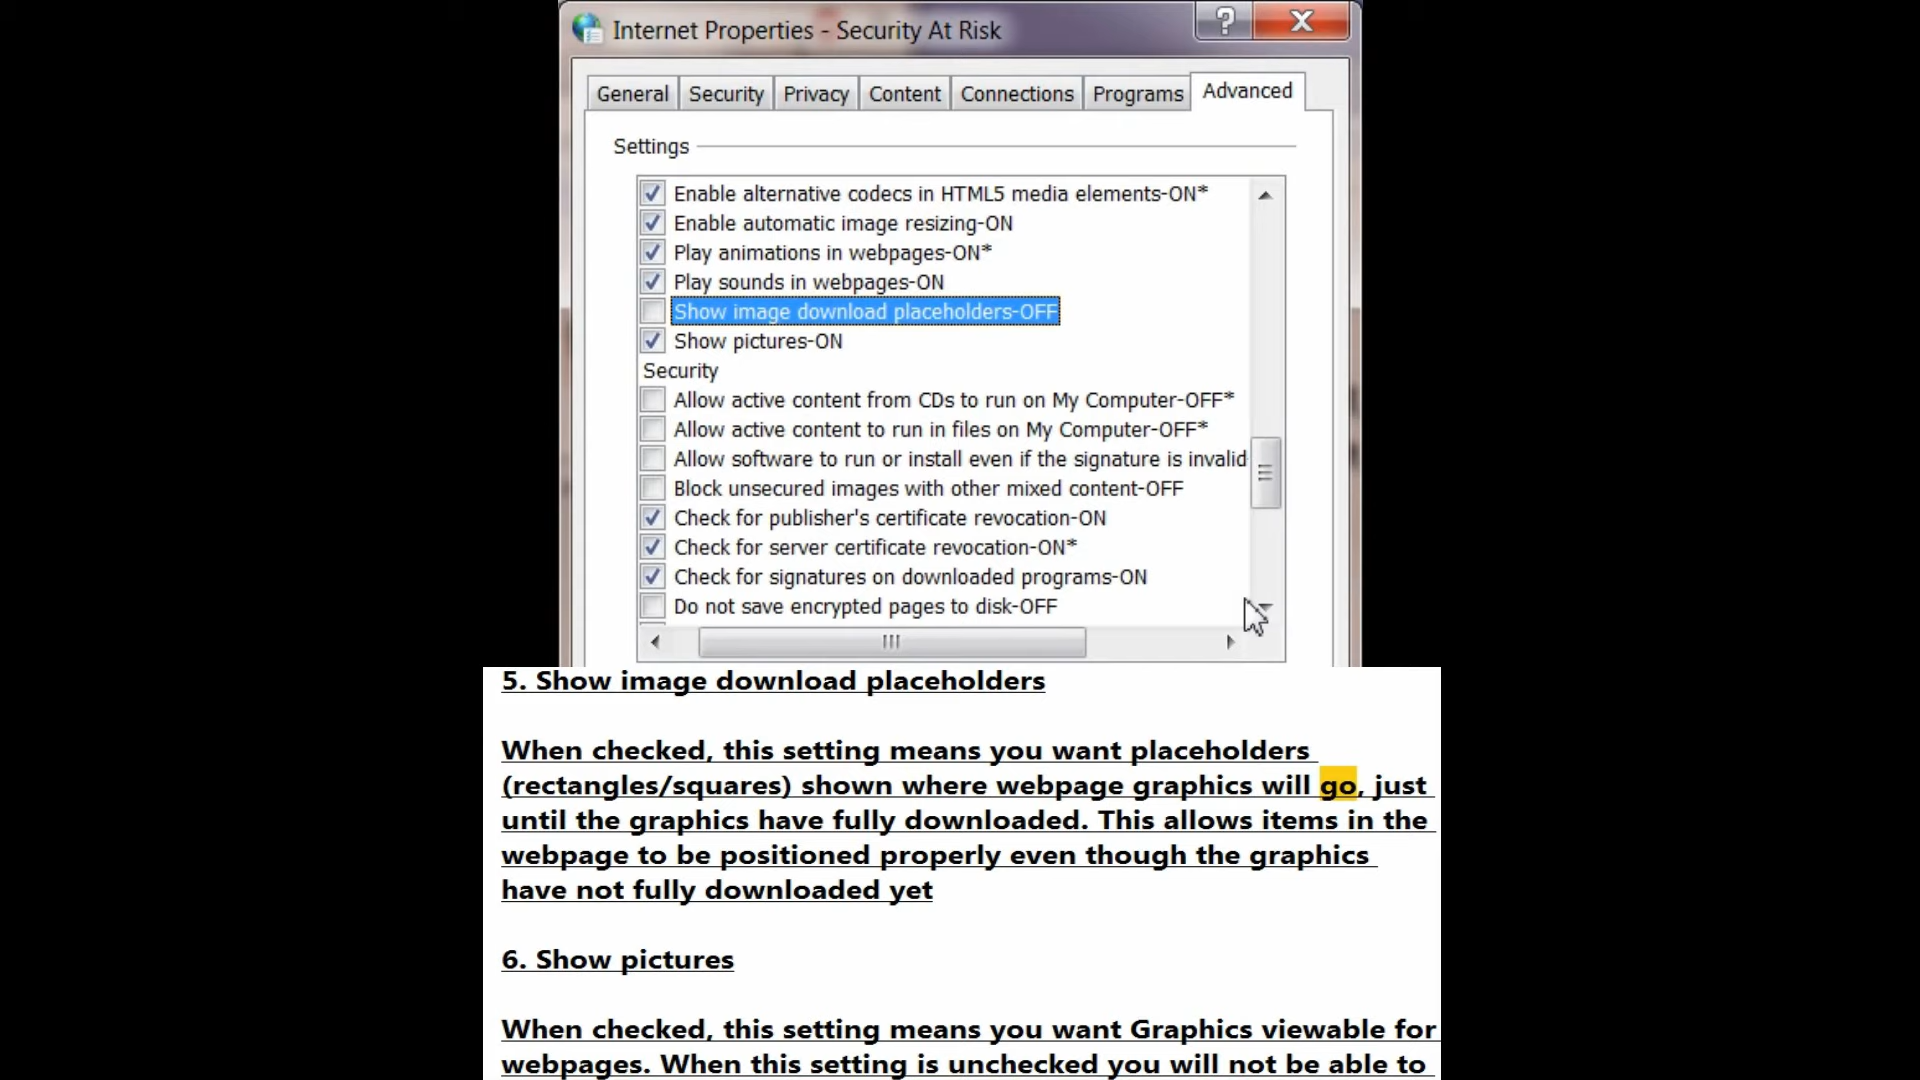 Internet Properties - Security At Risk
General Security Privacy Content Connections Programs Advanced
Settings
Enable alternative codecs in HTML5 media elements-ON*
Enable automatic image resizing-ON
Play animations in webpages-ON*
Play sounds in webpages-ON
Show image download placeholders-OFF
Show pictures-ON
Security
Allow active content from CDs to run on My Computer-OFF*
Allow active content to run in files on My Computer-OFF*
Allow software to run or install even if the signature is invalid
Block unsecured images with other mixed content-OFF
Check for publisher's certificate revocation-ON
Check for server certificate revocation-ON*
Check for signatures on downloaded programs-ON
Do not save encrypted pages to disk-OFF
5. Show image download placeholders
When checked, this setting means you want placeholders
(rectangles/squares) shown where webpage graphics will go, just
until the graphics have fully downloaded. This allows items in the
webpage to be positioned properly even though the graphics
have not fully downloaded yet
6. Show pictures
When checked, this setting means you want Graphics viewable for
webpages. When this setting is unchecked you will not be able to